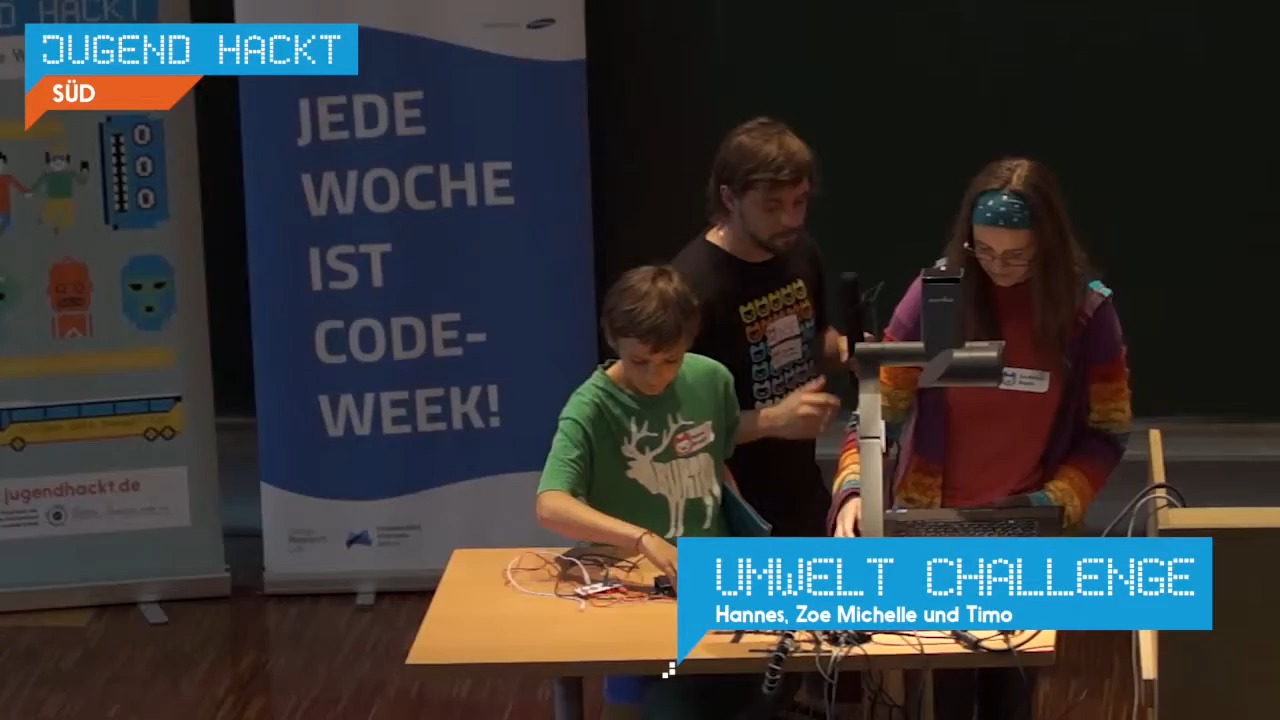 JUGEND HACKT
SÜD
JEDE
WOCHE
IST
CODE-
WEEK!
jugendhackt.de
UMWELT CHALLENGE
Hannes, Zoe Michelle und Timo